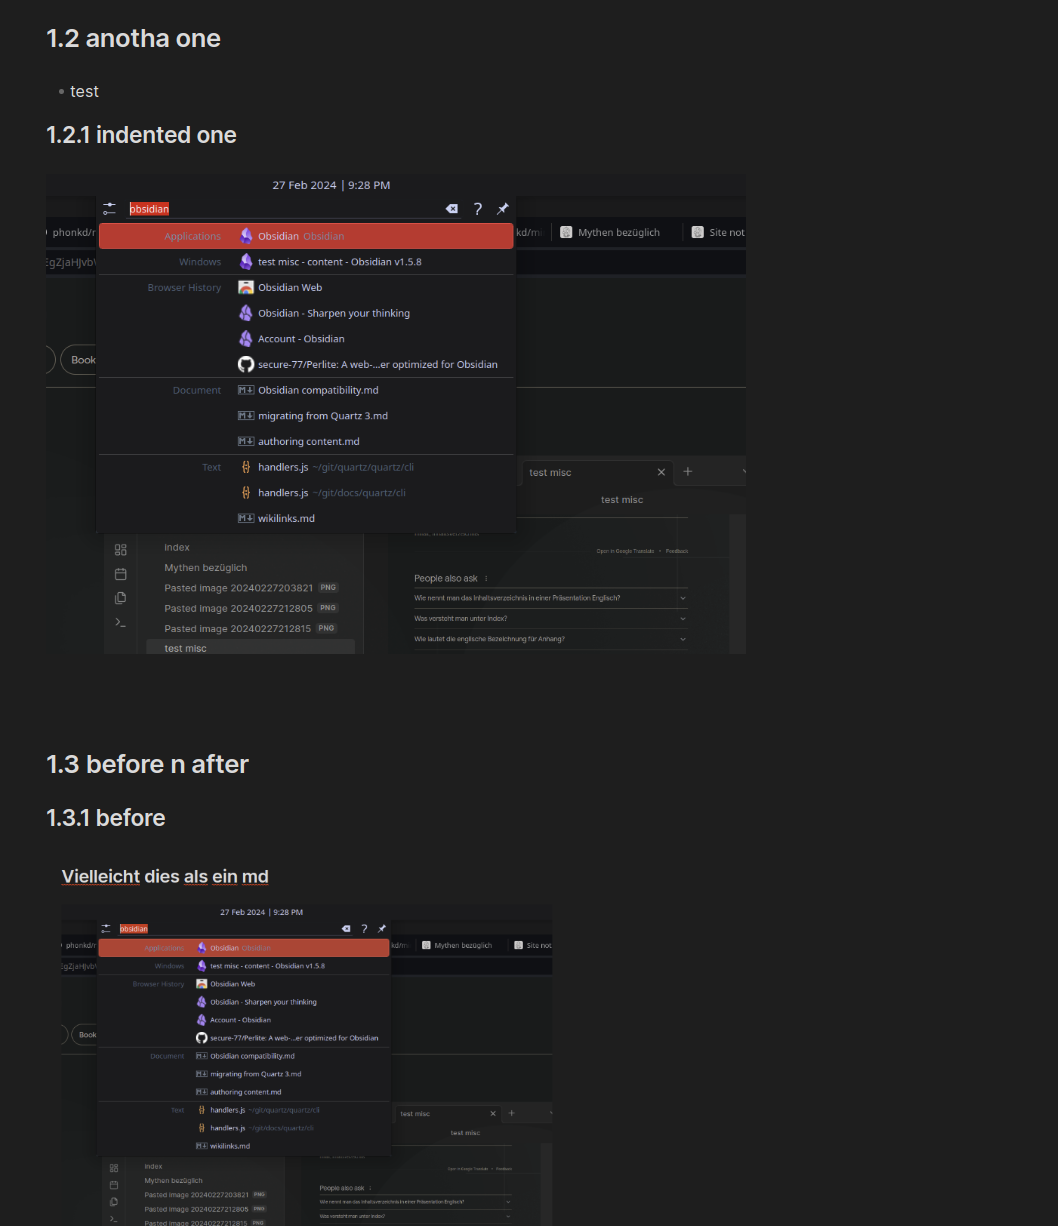 1.2 anotha one
test
1.2.1 indented one
27 Feb 2024 | 9:28 PM
obsidian
phonkd/r
kd/mi
Mythen bezüglich
Site not
Applications Obsidian Obsidian
EgZjaHJvb
Windows test misc - content - Obsidian v1.5.8
Browser History Obsidian Web
Obsidian - Sharpen your thinking
Account - Obsidian
Book
secure-77/Perlite: A web-...er optimized for Obsidian
Document Obsidian compatibility.md
migrating from Quartz 3.md
authoring content.md
Text handlers.js ~/git/quartz/quartz/cli
test misc
handlers.js ~/git/docs/quartz/cli
test misc
wikilinks.md
Index
Open in Google Translate • Feedback
Mythen bezüglich
People also ask
Pasted image 20240227203821 PNG
Wie nennt man das Inhaltsverzeichnis in einer Präsentation Englisch?
Pasted image 20240227212805 PNG
Was versteht man unter Index?
Pasted image 20240227212815 PNG
Wie lautet die englische Bezeichnung für Anhang?
test misc
1.3 before n after
1.3.1 before
Vielleicht dies als ein md
27 Feb 2024 | 9:28 PM
obsidian
phonkd/r
kd/mi
Mythen bezüglich
Site not
Applications Obsidian Obsidian
EgZjaHJvb
Windows test misc - content - Obsidian v1.5.8
Browser History Obsidian Web
Obsidian - Sharpen your thinking
Account - Obsidian
Book
secure-77/Perlite: A web-...er optimized for Obsidian
Document Obsidian compatibility.md
migrating from Quartz 3.md
authoring content.md
Text handlers.js ~/git/quartz/quartz/cli
test misc
handlers.js ~/git/docs/quartz/cli
test misc
wikilinks.md
Index
Open in Google Translate • Feedback
Mythen bezüglich
People also ask
Pasted image 20240227203821 PNG
Wie nennt man das Inhaltsverzeichnis in einer Präsentation Englisch?
Pasted image 20240227212805 PNG
Was versteht man unter Index?
Pasted image 20240227212815 PNG